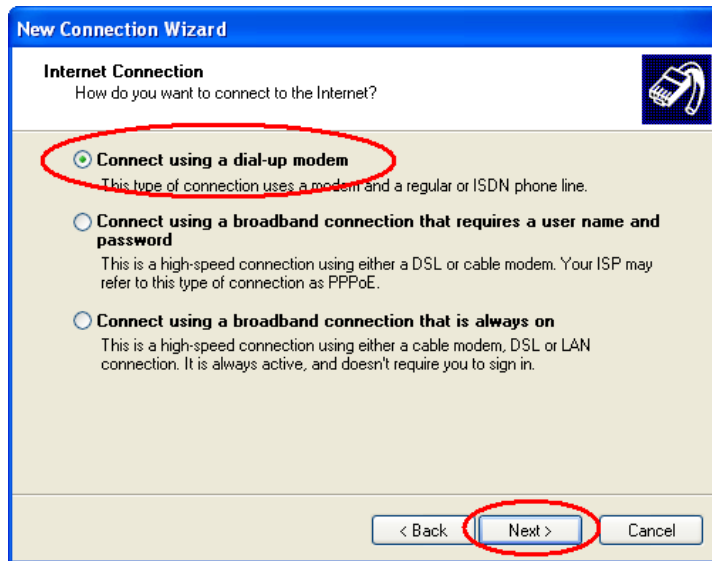 New Connection Wizard
Internet Connection
How do you want to connect to the Internet?
Connect using a dial-up modem
This type of connection uses a modem and a regular or ISDN phone line.
Connect using a broadband connection that requires a user name and
password
This is a high-speed connection using either a DSL or cable modem. Your ISP may
refer to this type of connection as PPPoE.
Connect using a broadband connection that is always on
This is a high-speed connection using either a cable modem, DSL or LAN
connection. It is always active, and doesn't require you to sign in.
< Back Next > Cancel